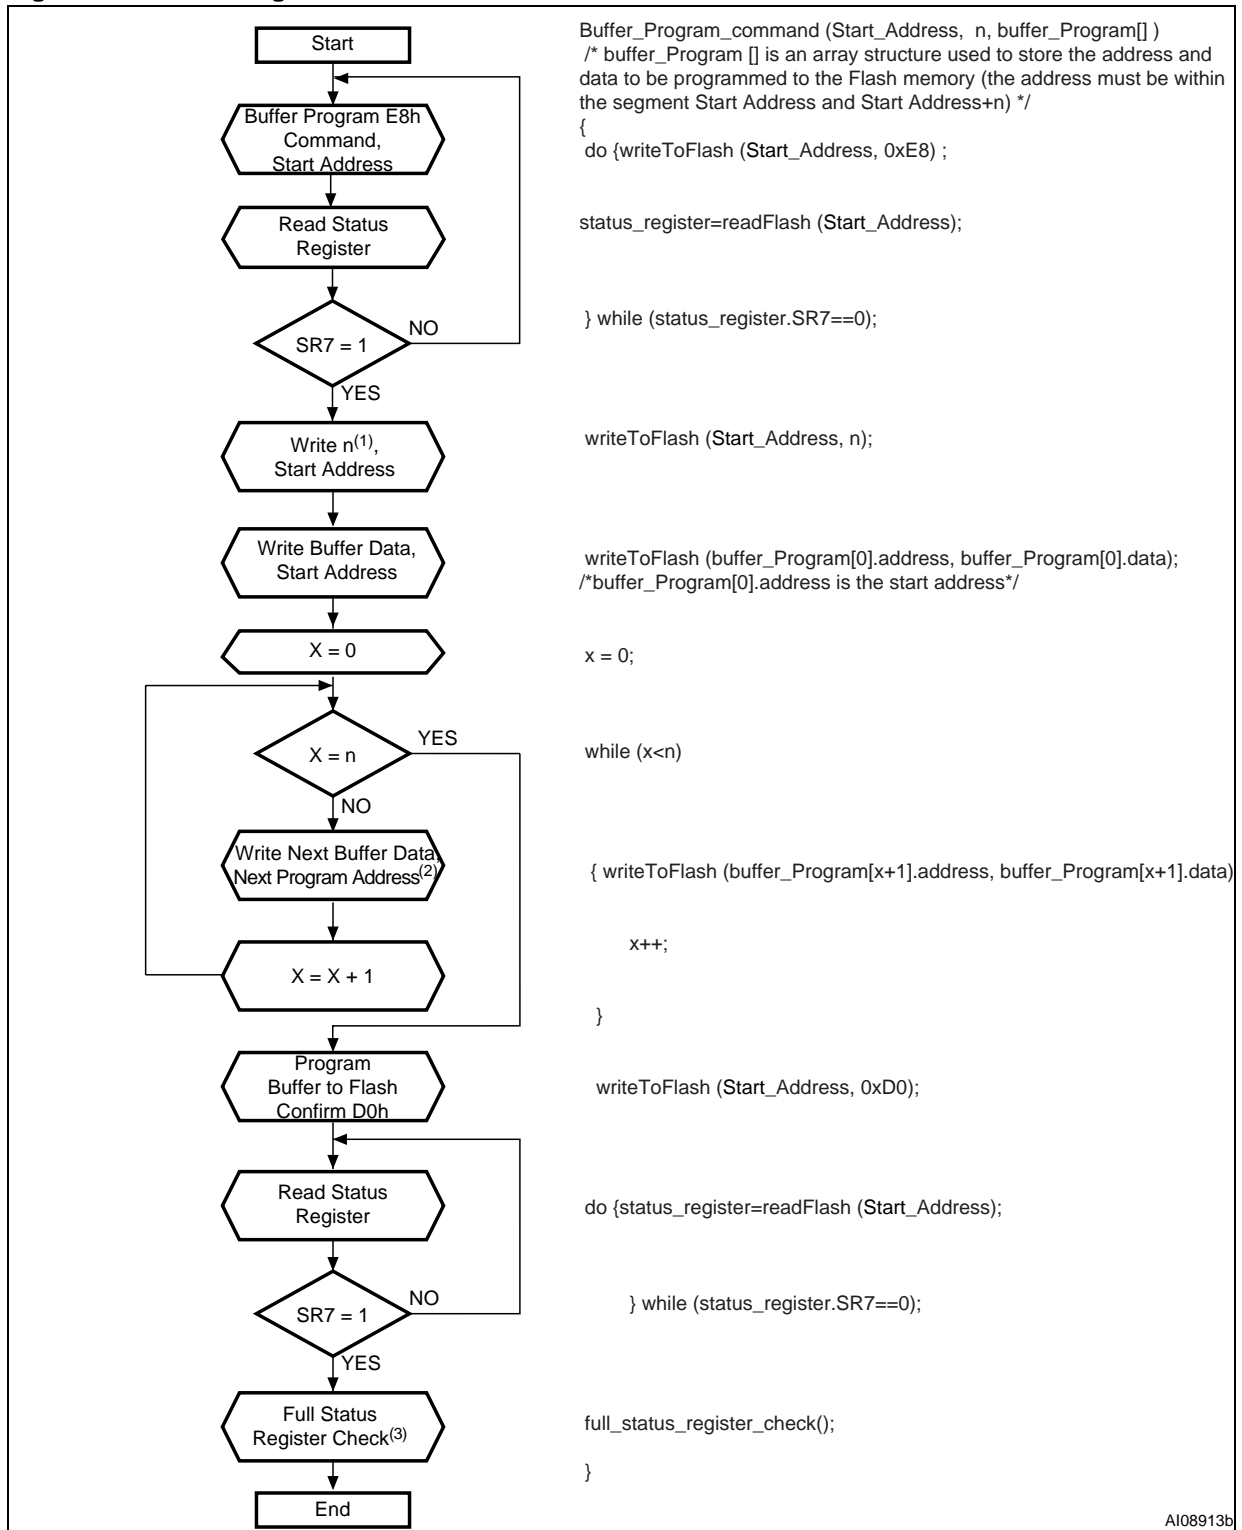 Start
Buffer_Program_command (Start_Address, n, buffer_Program[] )
/* buffer_Program [] is an array structure used to store the address and
data to be programmed to the Flash memory (the address must be within
the segment Start Address and Start Address+n) */
{
Buffer Program E8h
Command,
Start Address
do {writeToFlash (Start_Address, 0xE8) ;
Read Status
Register
status_register=readFlash (Start_Address);
SR7 = 1
NO
YES
} while (status_register.SR7==0);
Write n(1),
Start Address
writeToFlash (Start_Address, n);
Write Buffer Data,
Start Address
writeToFlash (buffer_Program[0].address, buffer_Program[0].data);
/*buffer_Program[0].address is the start address*/
X = 0
x = 0;
X = n
YES
NO
while (x<n)
Write Next Buffer Data,
Next Program Address(2)
{ writeToFlash (buffer_Program[x+1].address, buffer_Program[x+1].data)
X = X + 1
x++;
}
Program
Buffer to Flash
Confirm D0h
writeToFlash (Start_Address, 0xD0);
Read Status
Register
do {status_register=readFlash (Start_Address);
SR7 = 1
NO
YES
} while (status_register.SR7==0);
Full Status
Register Check(3)
full_status_register_check();
}
End
AI08913b